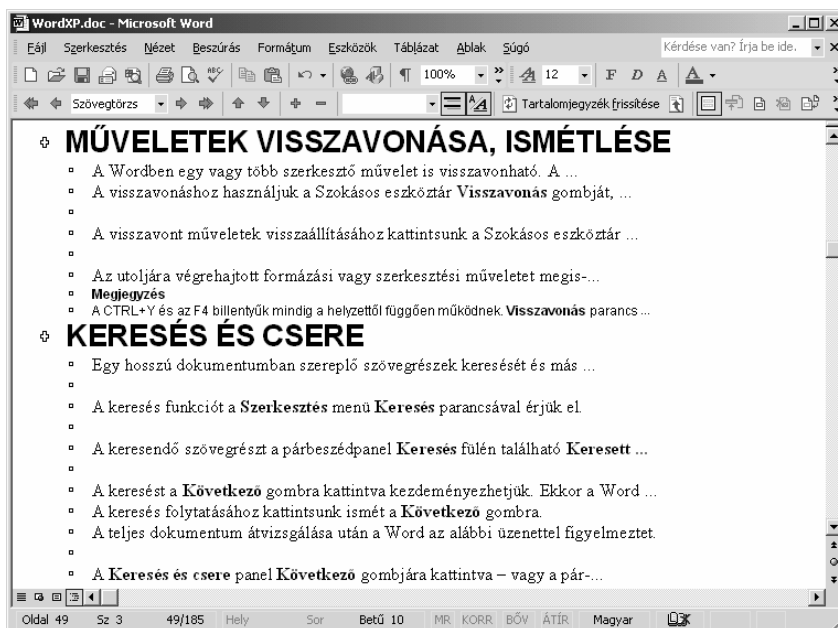 WordXP.doc - Microsoft Word
Fájl Szerkesztés Nézet Beszúrás Formátum Eszközök Táblázat Ablak Súgó Kérdése van? Írja be ide.
100% 12 F D A A
Szövegtörzs Tartalomjegyzék frissítése
MŰVELETEK VISSZAVONÁSA, ISMÉTLÉSE
A Wordben egy vagy több szerkesztő művelet is visszavonható. A ...
A visszavonáshoz használjuk a Szokásos eszköztár Visszavonás gombját, ...
A visszavont műveletek visszaállításához kattintsunk a Szokásos eszköztár ...
Az utoljára végrehajtott formázási vagy szerkesztési műveletet megis-...
Megjegyzés
A CTRL+Y és az F4 billentyűk mindig a helyzettől függően működnek. Visszavonás parancs ...
KERESÉS ÉS CSERE
Egy hosszú dokumentumban szereplő szövegrészek keresését és más ...
A keresés funkciót a Szerkesztés menü Keresés parancsával érjük el.
A keresendő szövegrészt a párbeszédpanel Keresés fülén található Keresett ...
A keresést a Következő gombra kattintva kezdeményezhetjük. Ekkor a Word ...
A keresés folytatásához kattintsunk ismét a Következő gombra.
A teljes dokumentum átvizsgálása után a Word az alábbi üzenettel figyelmeztet.
A Keresés és csere panel Következő gombjára kattintva – vagy a pár-...
Oldal 49 Sz 3 49/185 Hely Sor Betű 10 MR KORR BŐV ÁTÍR Magyar